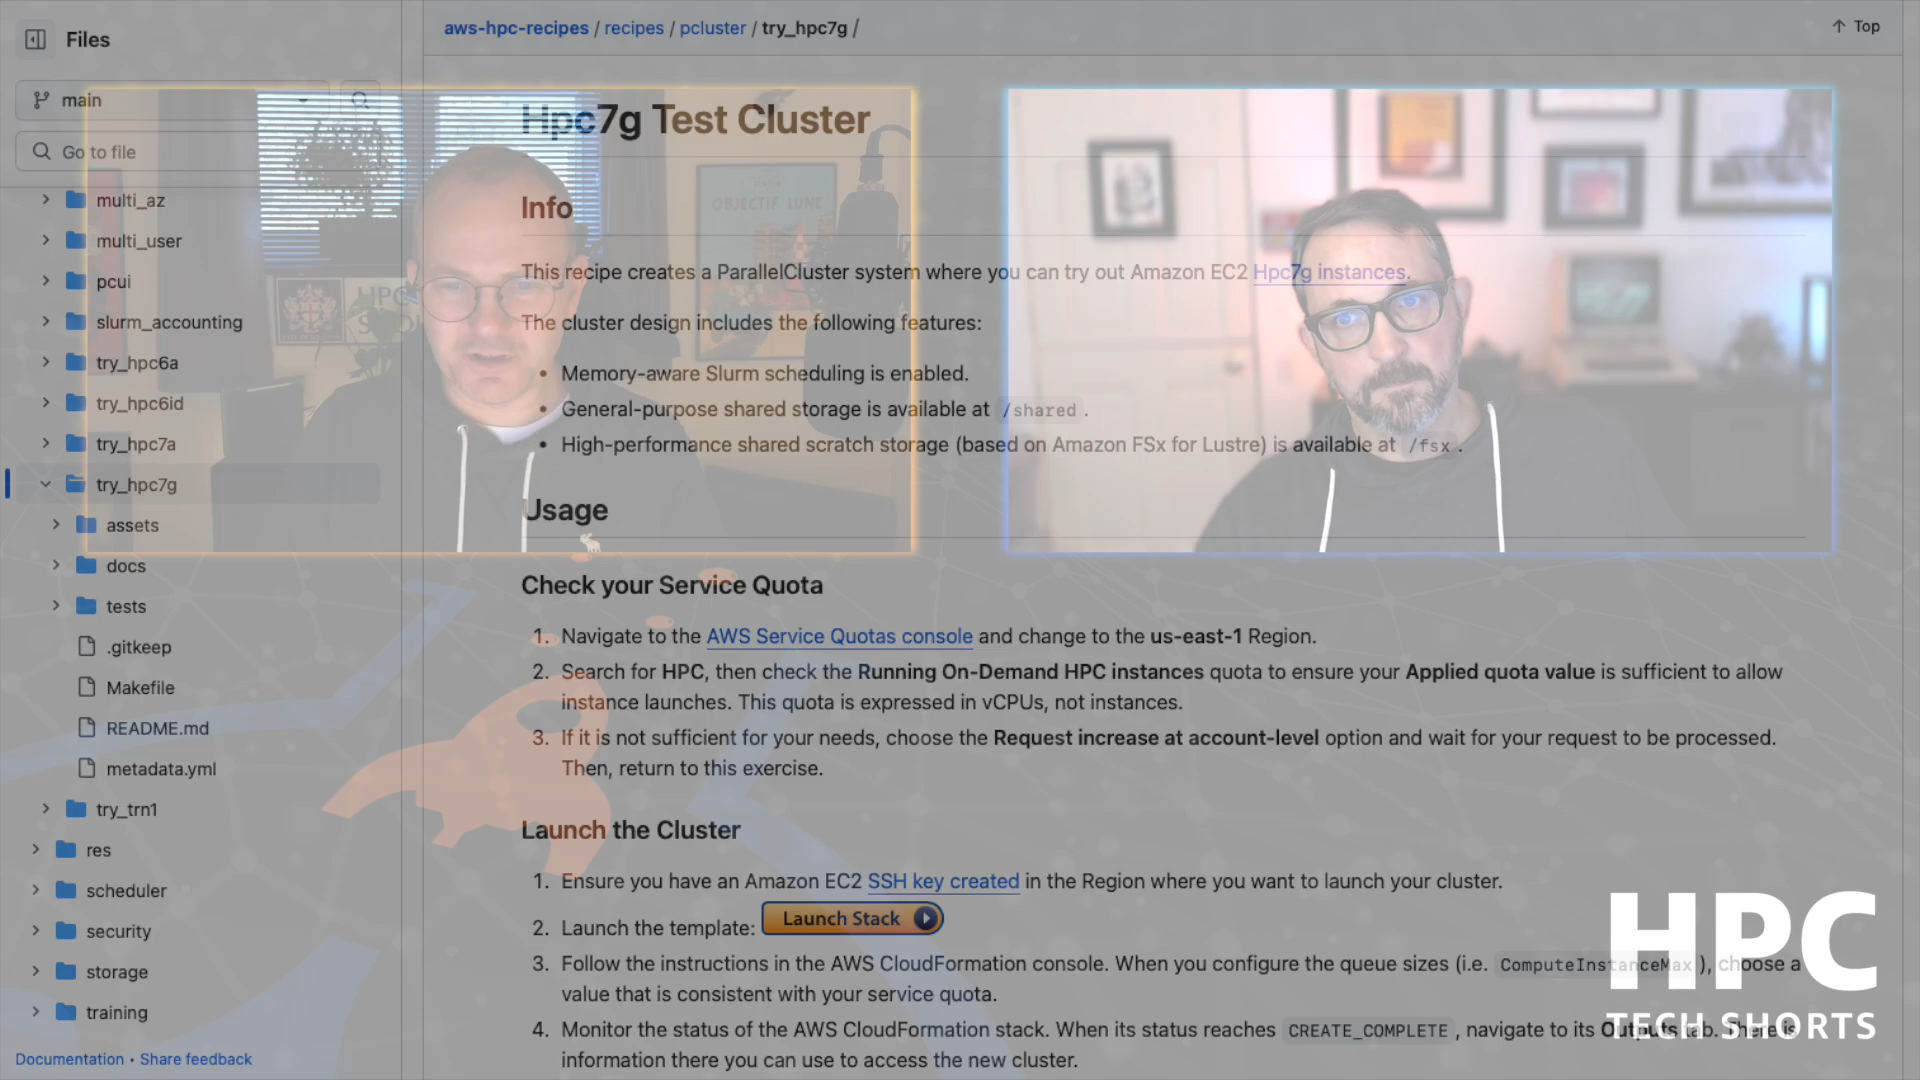 Files
main
Go to file
multi_az
multi_user
pcui
slurm_accounting
try_hpc6a
try_hpc6id
try_hpc7a
try_hpc7g
assets
docs
tests
.gitkeep
Makefile
README.md
metadata.yml
try_trn1
res
scheduler
security
storage
training
Documentation • Share feedback
aws-hpc-recipes / recipes / pcluster / try_hpc7g /
↑ Top
Hpc7g Test Cluster
Info
This recipe creates a ParallelCluster system where you can try out Amazon EC2 Hpc7g instances.
The cluster design includes the following features:
• Memory-aware Slurm scheduling is enabled.
• General-purpose shared storage is available at /shared .
• High-performance shared scratch storage (based on Amazon FSx for Lustre) is available at /fsx .
Usage
Check your Service Quota
1. Navigate to the AWS Service Quotas console and change to the us-east-1 Region.
2. Search for HPC, then check the Running On-Demand HPC instances quota to ensure your Applied quota value is sufficient to allow
instance launches. This quota is expressed in vCPUs, not instances.
3. If it is not sufficient for your needs, choose the Request increase at account-level option and wait for your request to be processed.
Then, return to this exercise.
Launch the Cluster
1. Ensure you have an Amazon EC2 SSH key created in the Region where you want to launch your cluster.
2. Launch the template: Launch Stack
3. Follow the instructions in the AWS CloudFormation console. When you configure the queue sizes (i.e. ComputeInstanceMax ), choose a
value that is consistent with your service quota.
4. Monitor the status of the AWS CloudFormation stack. When its status reaches CREATE_COMPLETE , navigate to its Outputs tab. There is
information there you can use to access the new cluster.
OBJECTIF LUNE
HPC
HPC
TECH SHORTS